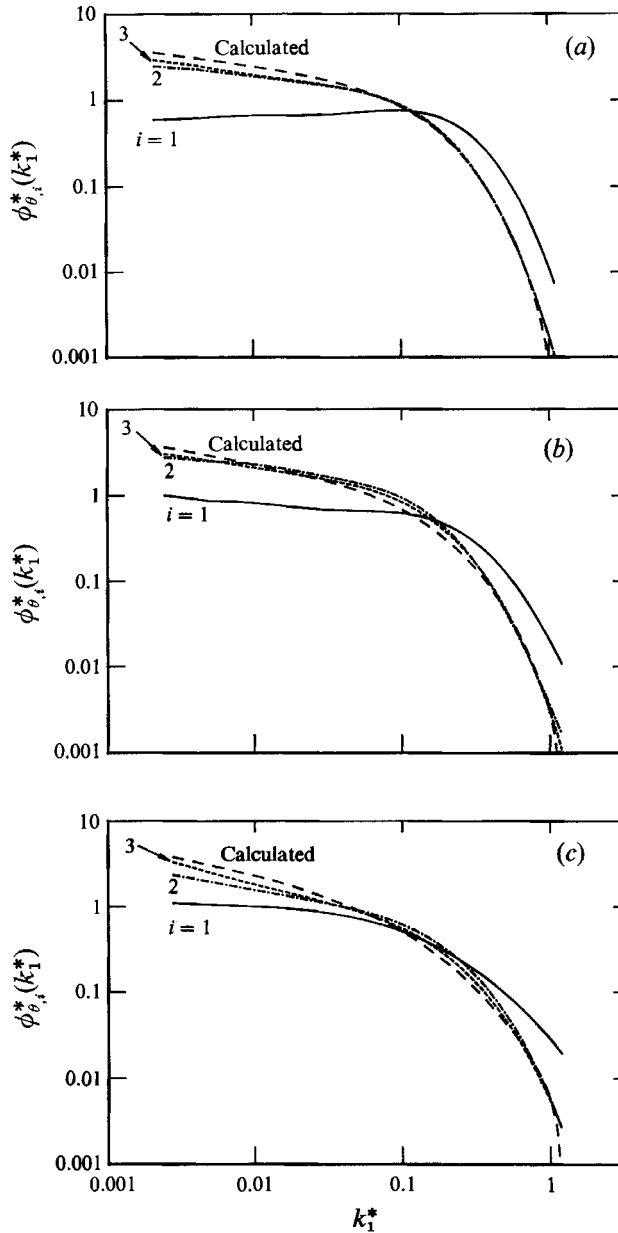 10
3
Calculated
(a)
2
1
i = 1
0.1
0.01
0.001
ϕ*θ,i(k*1)
10
3
Calculated
(b)
2
1
i = 1
0.1
0.01
0.001
ϕ*θ,i(k*1)
10
3
Calculated
(c)
2
1
i = 1
0.1
0.01
0.001
ϕ*θ,i(k*1)
0.001 0.01 0.1 1
k*1